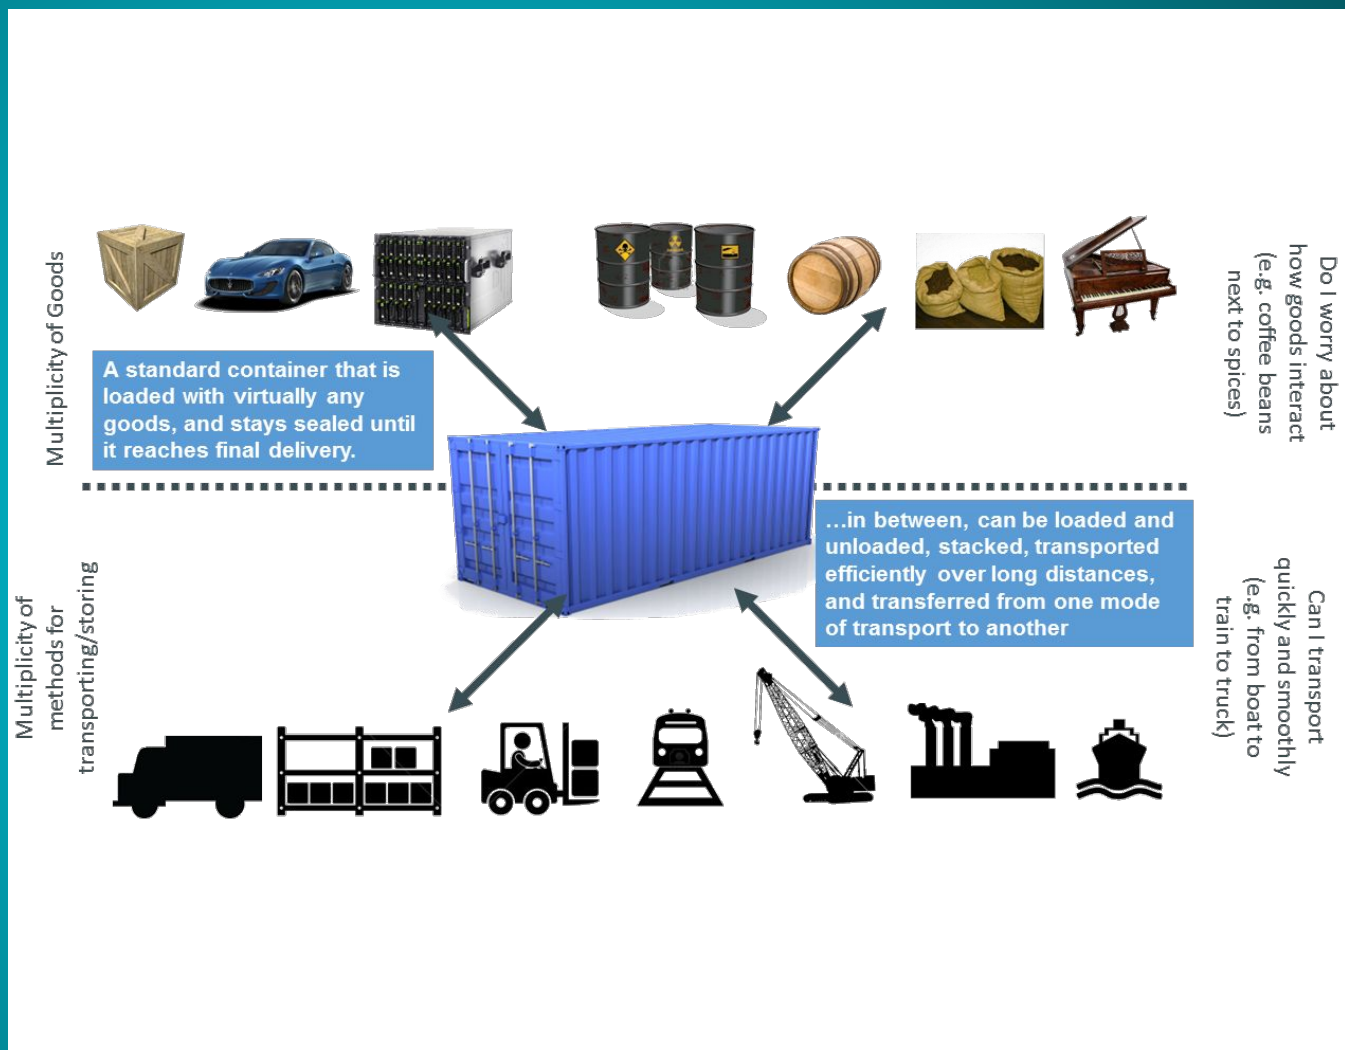 Multiplicity of Goods
A standard container that is
loaded with virtually any
goods, and stays sealed until
it reaches final delivery.
Do I worry about
how goods interact
(e.g. coffee beans
next to spices)
Multiplicity of
methods for
transporting/storing
...in between, can be loaded and
unloaded, stacked, transported
efficiently over long distances,
and transferred from one mode
of transport to another
Can I transport
quickly and smoothly
(e.g. from boat to
train to truck)